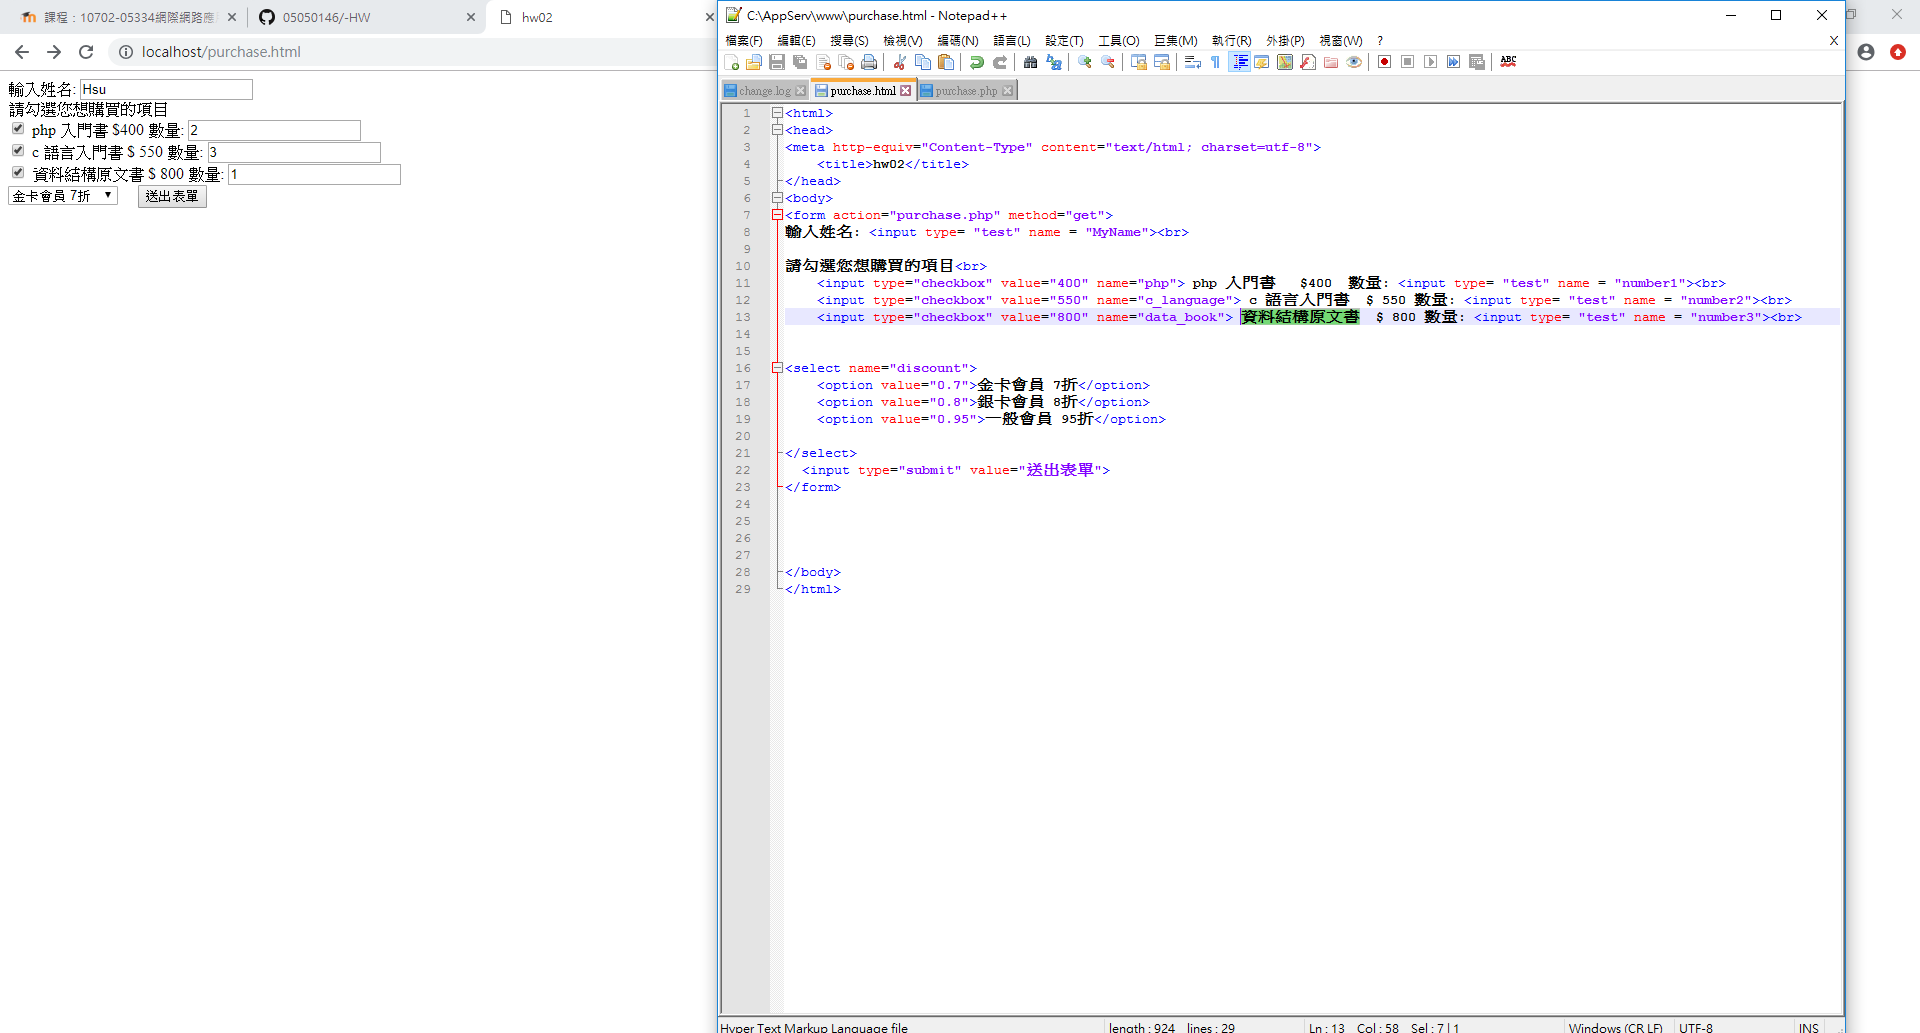 課程：10702-05334網際網路應
05050146/-HW
hw02
localhost/purchase.html
輸入姓名: Hsu
請勾選您想購買的項目
php 入門書 $400 數量: 2
c 語言入門書 $ 550 數量: 3
資料結構原文書 $ 800 數量: 1
金卡會員 7折 送出表單
C:\AppServ\www\purchase.html - Notepad++
檔案(F) 編輯(E) 搜尋(S) 檢視(V) 編碼(N) 語言(L) 設定(T) 工具(O) 巨集(M) 執行(R) 外掛(P) 視窗(W) ? X
ABC
change.log purchase.html purchase.php
1 <html>
2 <head>
3 <meta http-equiv="Content-Type" content="text/html; charset=utf-8">
4 <title>hw02</title>
5 </head>
6 <body>
7 <form action="purchase.php" method="get">
8 輸入姓名: <input type= "test" name = "MyName"><br>
9
10 請勾選您想購買的項目<br>
11 <input type="checkbox" value="400" name="php"> php 入門書 $400 數量: <input type= "test" name = "number1"><br>
12 <input type="checkbox" value="550" name="c_language"> c 語言入門書 $ 550 數量: <input type= "test" name = "number2"><br>
13 <input type="checkbox" value="800" name="data_book"> 資料結構原文書 $ 800 數量: <input type= "test" name = "number3"><br>
14
15
16 <select name="discount">
17 <option value="0.7">金卡會員 7折</option>
18 <option value="0.8">銀卡會員 8折</option>
19 <option value="0.95">一般會員 95折</option>
20
21 </select>
22 <input type="submit" value="送出表單">
23 </form>
24
25
26
27
28 </body>
29 </html>
Hyper Text Markup Language file length : 924 lines : 29 Ln : 13 Col : 58 Sel : 7 | 1 Windows (CR LF) UTF-8 INS